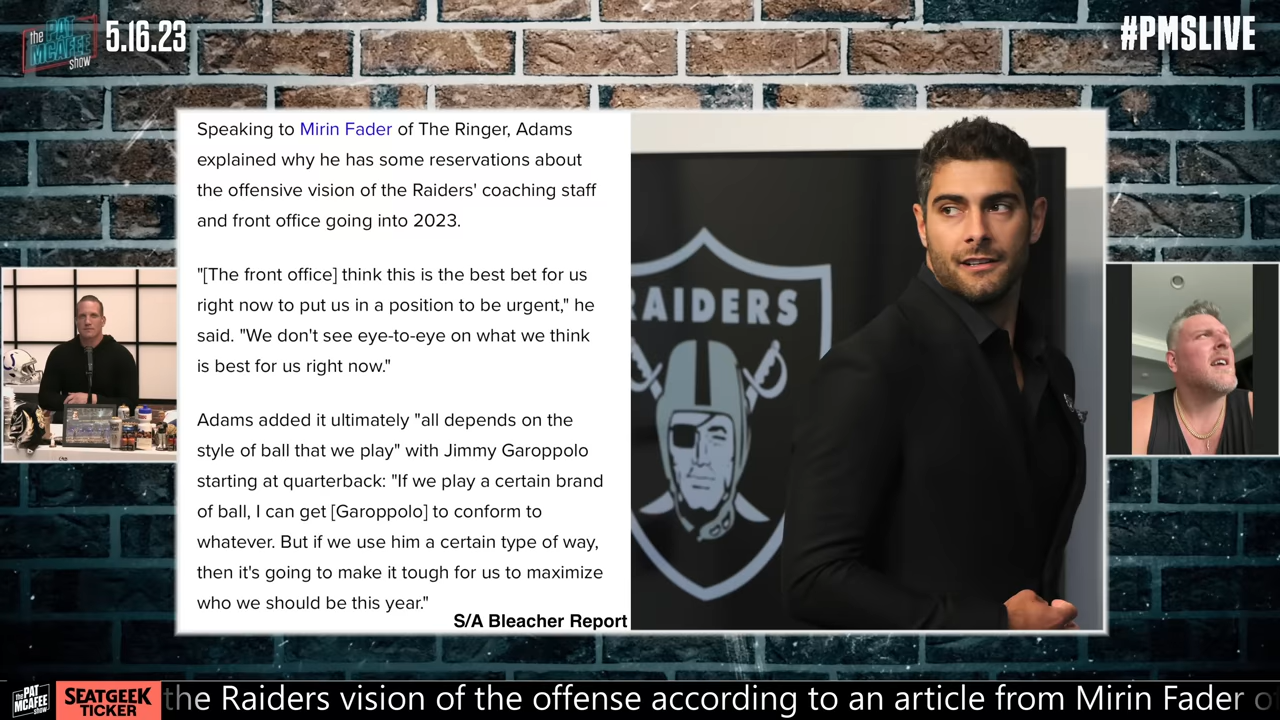 the PAT MCAFEE show
5.16.23
#PMSLIVE
Speaking to Mirin Fader of The Ringer, Adams
explained why he has some reservations about
the offensive vision of the Raiders' coaching staff
and front office going into 2023.
"[The front office] think this is the best bet for us
right now to put us in a position to be urgent," he
said. "We don't see eye-to-eye on what we think
is best for us right now."
Adams added it ultimately "all depends on the
style of ball that we play" with Jimmy Garoppolo
starting at quarterback: "If we play a certain brand
of ball, I can get [Garoppolo] to conform to
whatever. But if we use him a certain type of way,
then it's going to make it tough for us to maximize
who we should be this year."
S/A Bleacher Report
RAIDERS
the PAT MCAFEE show
SEATGEEK
TICKER
the Raiders vision of the offense according to an article from Mirin Fader o